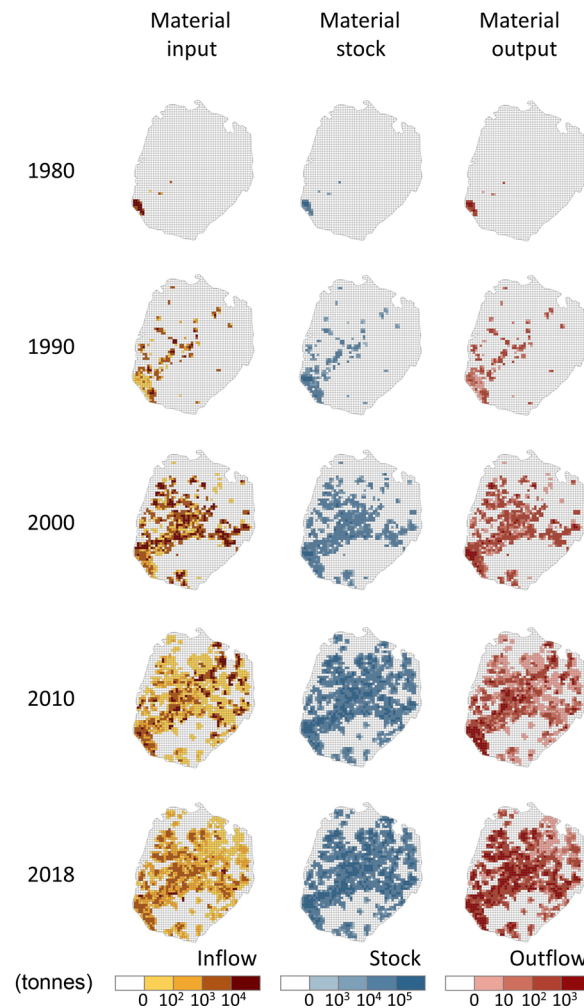 Material input
Material stock
Material output
1980
1990
2000
2010
2018
Inflow
Stock
Outflow
(tonnes)
0 10² 10³ 10⁴
0 10³ 10⁴ 10⁵
0 10 10² 10³